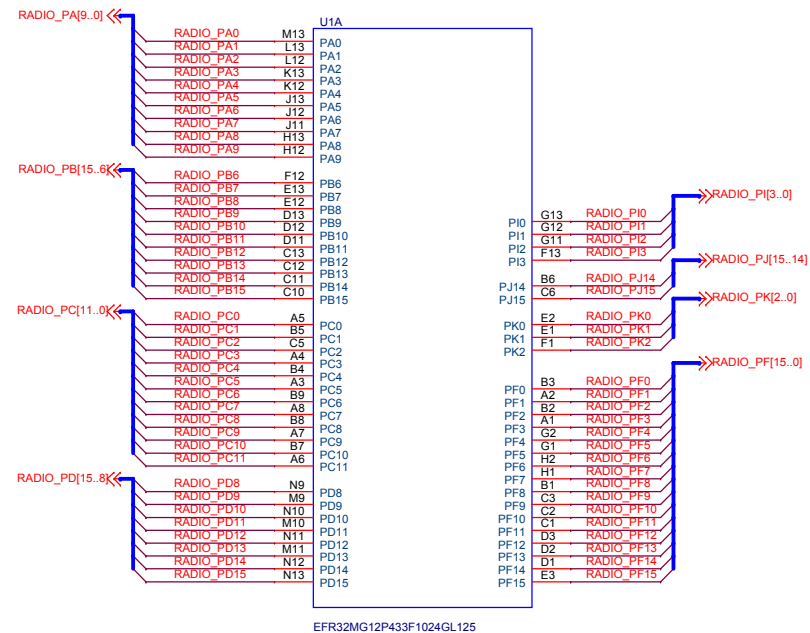 U1A
RADIO_PA[9..0]
RADIO_PA0 M13 PA0
RADIO_PA1 L13 PA1
RADIO_PA2 L12 PA2
RADIO_PA3 K13 PA3
RADIO_PA4 K12 PA4
RADIO_PA5 J13 PA5
RADIO_PA6 J12 PA6
RADIO_PA7 J11 PA7
RADIO_PA8 H13 PA8
RADIO_PA9 H12 PA9
RADIO_PB[15..6]
RADIO_PB6 F12 PB6
RADIO_PB7 E13 PB7
RADIO_PB8 E12 PB8
RADIO_PB9 D13 PB9
RADIO_PB10 D12 PB10
RADIO_PB11 D11 PB11
RADIO_PB12 C13 PB12
RADIO_PB13 C12 PB13
RADIO_PB14 C11 PB14
RADIO_PB15 C10 PB15
RADIO_PC[11..0]
RADIO_PC0 A5 PC0
RADIO_PC1 B5 PC1
RADIO_PC2 C5 PC2
RADIO_PC3 A4 PC3
RADIO_PC4 B4 PC4
RADIO_PC5 A3 PC5
RADIO_PC6 B9 PC6
RADIO_PC7 A8 PC7
RADIO_PC8 B8 PC8
RADIO_PC9 A7 PC9
RADIO_PC10 B7 PC10
RADIO_PC11 A6 PC11
RADIO_PD[15..8]
RADIO_PD8 N9 PD8
RADIO_PD9 M9 PD9
RADIO_PD10 N10 PD10
RADIO_PD11 M10 PD11
RADIO_PD12 N11 PD12
RADIO_PD13 M11 PD13
RADIO_PD14 N12 PD14
RADIO_PD15 N13 PD15
RADIO_PI[3..0]
PI0 G13 RADIO_PI0
PI1 G12 RADIO_PI1
PI2 G11 RADIO_PI2
PI3 F13 RADIO_PI3
RADIO_PJ[15..14]
PJ14 B6 RADIO_PJ14
PJ15 C6 RADIO_PJ15
RADIO_PK[2..0]
PK0 E2 RADIO_PK0
PK1 E1 RADIO_PK1
PK2 F1 RADIO_PK2
RADIO_PF[15..0]
PF0 B3 RADIO_PF0
PF1 A2 RADIO_PF1
PF2 B2 RADIO_PF2
PF3 A1 RADIO_PF3
PF4 G2 RADIO_PF4
PF5 G1 RADIO_PF5
PF6 H2 RADIO_PF6
PF7 H1 RADIO_PF7
PF8 B1 RADIO_PF8
PF9 C3 RADIO_PF9
PF10 C2 RADIO_PF10
PF11 C1 RADIO_PF11
PF12 D3 RADIO_PF12
PF13 D2 RADIO_PF13
PF14 D1 RADIO_PF14
PF15 E3 RADIO_PF15
EFR32MG12P433F1024GL125